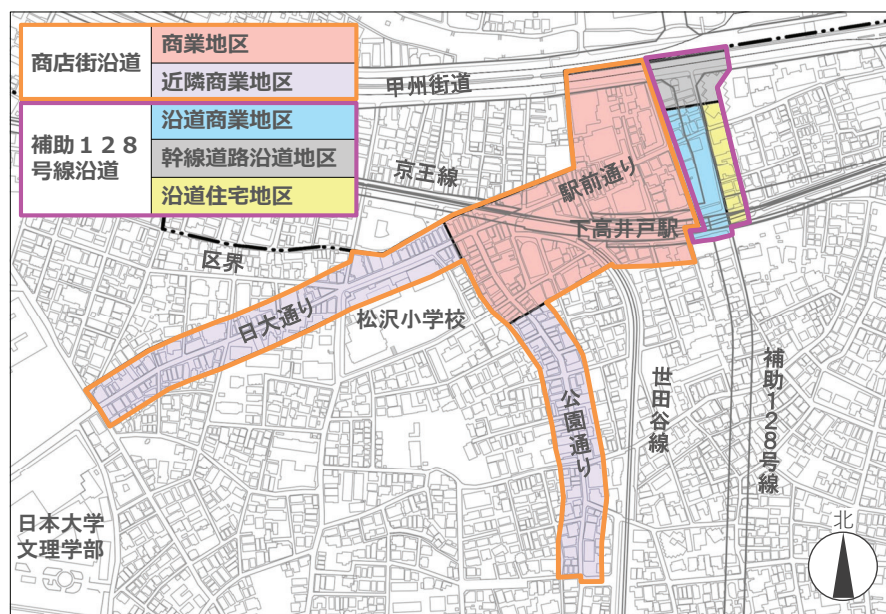 商店街沿道
商業地区
近隣商業地区
補助１２８
号線沿道
沿道商業地区
幹線道路沿道地区
沿道住宅地区
甲州街道
京王線
駅前通り
下高井戸駅
区界
日大通り
松沢小学校
公園通り
世田谷線
補助128号線
日本大学
文理学部
北